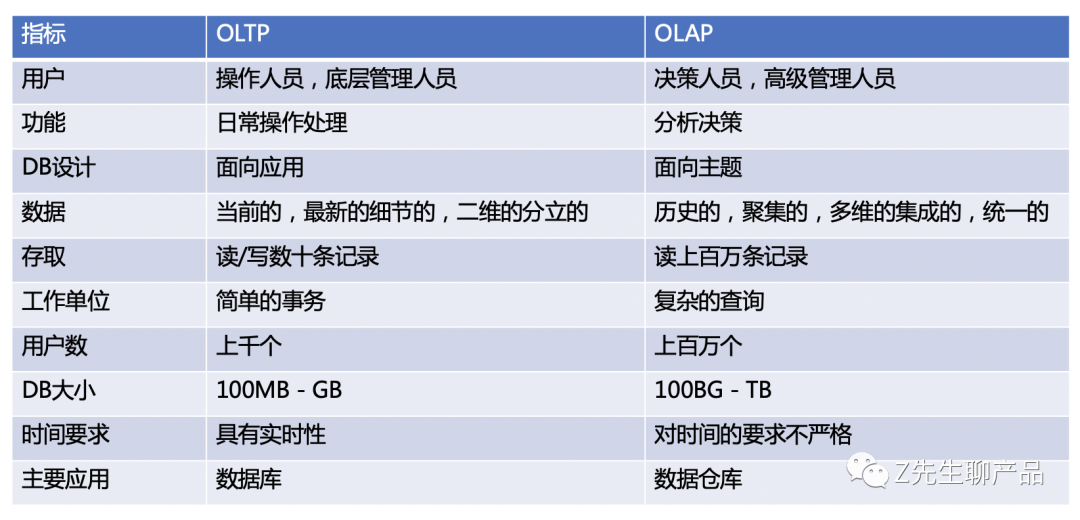 指标 OLTP OLAP
用户 操作人员，底层管理人员 决策人员，高级管理人员
功能 日常操作处理 分析决策
DB设计 面向应用 面向主题
数据 当前的，最新的细节的，二维的分立的 历史的，聚集的，多维的集成的，统一的
存取 读/写数十条记录 读上百万条记录
工作单位 简单的事务 复杂的查询
用户数 上千个 上百万个
DB大小 100MB - GB 100BG - TB
时间要求 具有实时性 对时间的要求不严格
主要应用 数据库 数据仓库
Z先生聊产品